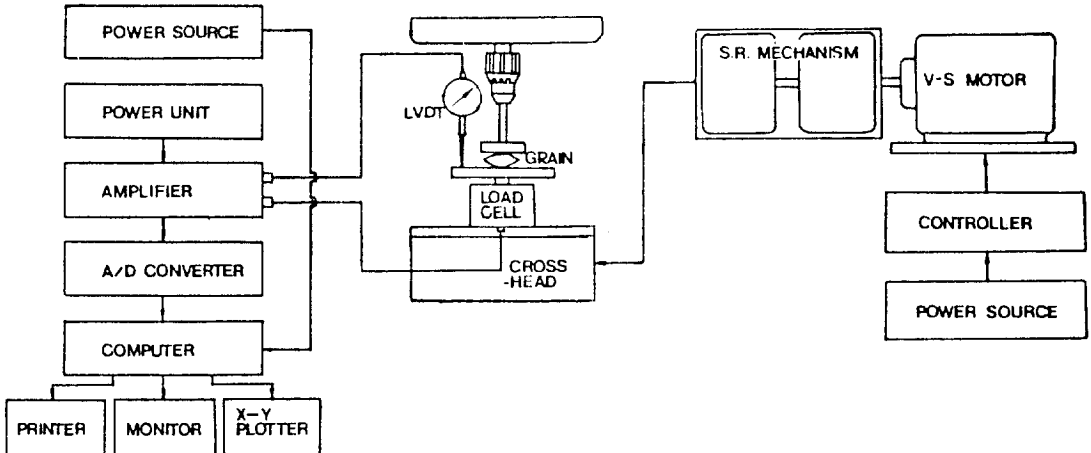 POWER SOURCE
POWER UNIT
AMPLIFIER
A/D CONVERTER
COMPUTER
PRINTER
MONITOR
X-Y
PLOTTER
LVDT
GRAIN
LOAD
CELL
CROSS
-HEAD
S.R. MECHANISM
V-S MOTOR
CONTROLLER
POWER SOURCE